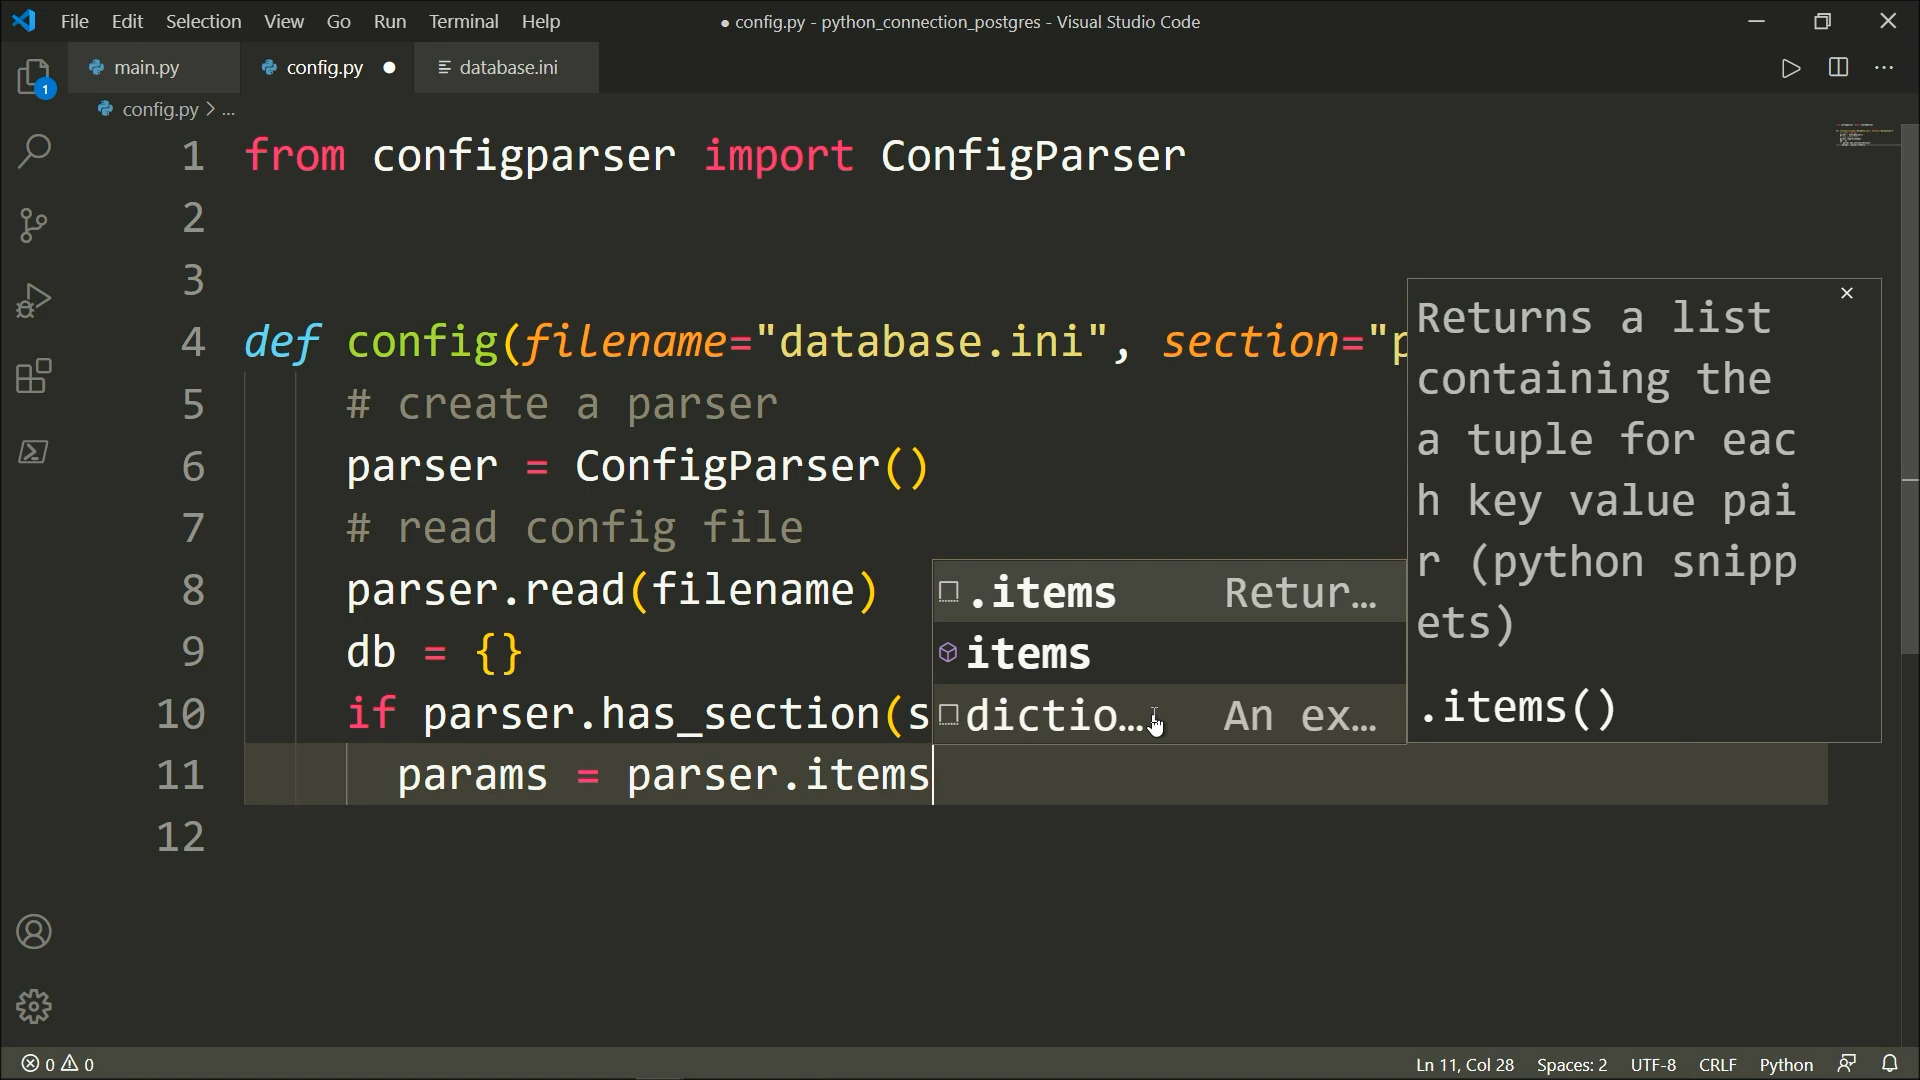 File Edit Selection View Go Run Terminal Help
● config.py - python_connection_postgres - Visual Studio Code
main.py
config.py ●
database.ini
config.py > ...
1
1 from configparser import ConfigParser
2
3
4 def config(filename="database.ini", section="p
5 # create a parser
6 parser = ConfigParser()
7 # read config file
8 parser.read(filename)
9 db = {}
10 if parser.has_section(s
11 params = parser.items
12
.items Retur...
items
dictio... An ex...
Returns a list
containing the
a tuple for eac
h key value pai
r (python snipp
ets)
.items()
0 0
Ln 11, Col 28 Spaces: 2 UTF-8 CRLF Python